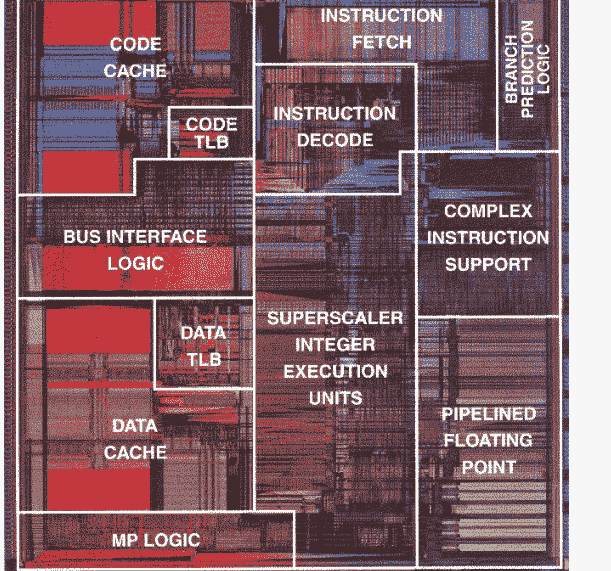 CODE
CACHE
INSTRUCTION
FETCH
BRANCH
PREDICTION
LOGIC
CODE
TLB
INSTRUCTION
DECODE
COMPLEX
INSTRUCTION
SUPPORT
BUS INTERFACE
LOGIC
DATA
TLB
SUPERSCALER
INTEGER
EXECUTION
UNITS
DATA
CACHE
PIPELINED
FLOATING
POINT
MP LOGIC